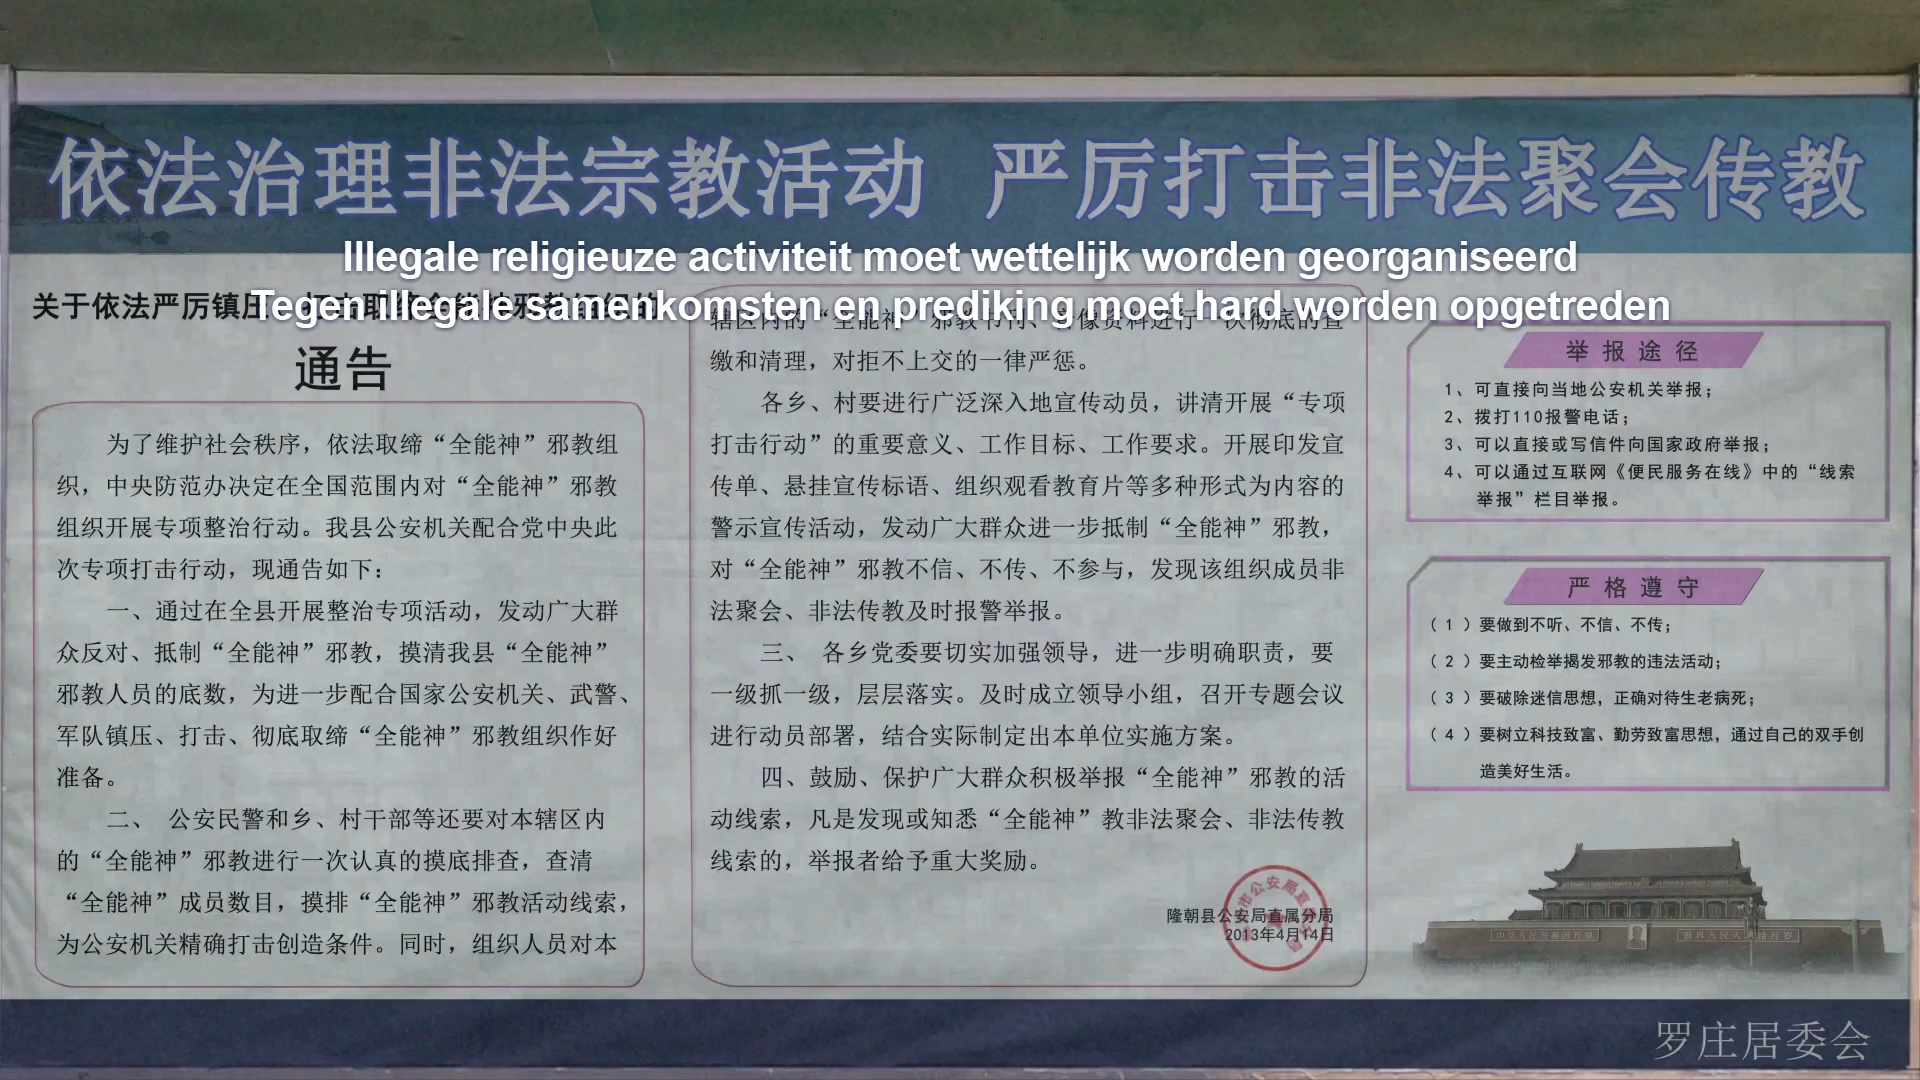 依法治理非法宗教活动 严厉打击非法聚会传教
Illegale religieuze activiteit moet wettelijk worden georganiseerd
Tegen illegale samenkomsten en prediking moet hard worden opgetreden
关于依法严厉镇压
通告
为了维护社会秩序，依法取缔“全能神”邪教组
织，中央防范办决定在全国范围内对“全能神”邪教
组织开展专项整治行动。我县公安机关配合党中央此
次专项打击行动，现通告如下：
一、通过在全县开展整治专项活动，发动广大群
众反对、抵制“全能神”邪教，摸清我县“全能神”
邪教人员的底数，为进一步配合国家公安机关、武警、
军队镇压、打击、彻底取缔“全能神”邪教组织作好
准备。
二、 公安民警和乡、村干部等还要对本辖区内
的“全能神”邪教进行一次认真的摸底排查，查清
“全能神”成员数目，摸排“全能神”邪教活动线索，
为公安机关精确打击创造条件。同时，组织人员对本
辖区内的“全能神”邪教书刊、音像资料进行一次彻底的查
缴和清理，对拒不上交的一律严惩。
各乡、村要进行广泛深入地宣传动员，讲清开展“专项
打击行动”的重要意义、工作目标、工作要求。开展印发宣
传单、悬挂宣传标语、组织观看教育片等多种形式为内容的
警示宣传活动，发动广大群众进一步抵制“全能神”邪教，
对“全能神”邪教不信、不传、不参与，发现该组织成员非
法聚会、非法传教及时报警举报。
三、 各乡党委要切实加强领导，进一步明确职责，要
一级抓一级，层层落实。及时成立领导小组，召开专题会议
进行动员部署，结合实际制定出本单位实施方案。
四、鼓励、保护广大群众积极举报“全能神”邪教的活
动线索，凡是发现或知悉“全能神”教非法聚会、非法传教
线索的，举报者给予重大奖励。
隆朝县公安局直属分局
2013年4月14日
举报途径
1、可直接向当地公安机关举报；
2、拨打110报警电话；
3、可以直接或写信件向国家政府举报；
4、可以通过互联网《便民服务在线》中的“线索
举报”栏目举报。
严格遵守
（1）要做到不听、不信、不传；
（2）要主动检举揭发邪教的违法活动；
（3）要破除迷信思想，正确对待生老病死；
（4）要树立科技致富、勤劳致富思想，通过自己的双手创
造美好生活。
罗庄居委会